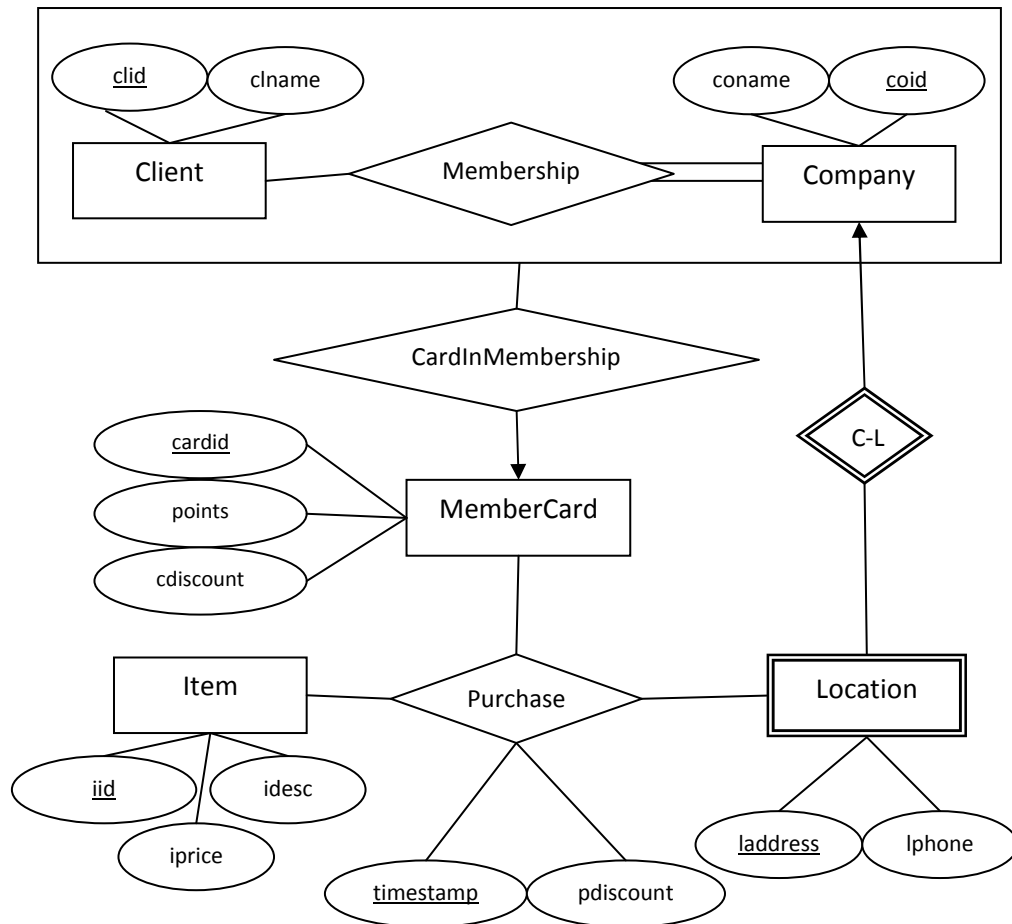 clid
clname
coname
coid
Client
Membership
Company
CardInMembership
cardid
C-L
points
MemberCard
cdiscount
Item
Purchase
Location
iid
idesc
iprice
timestamp
pdiscount
laddress
lphone